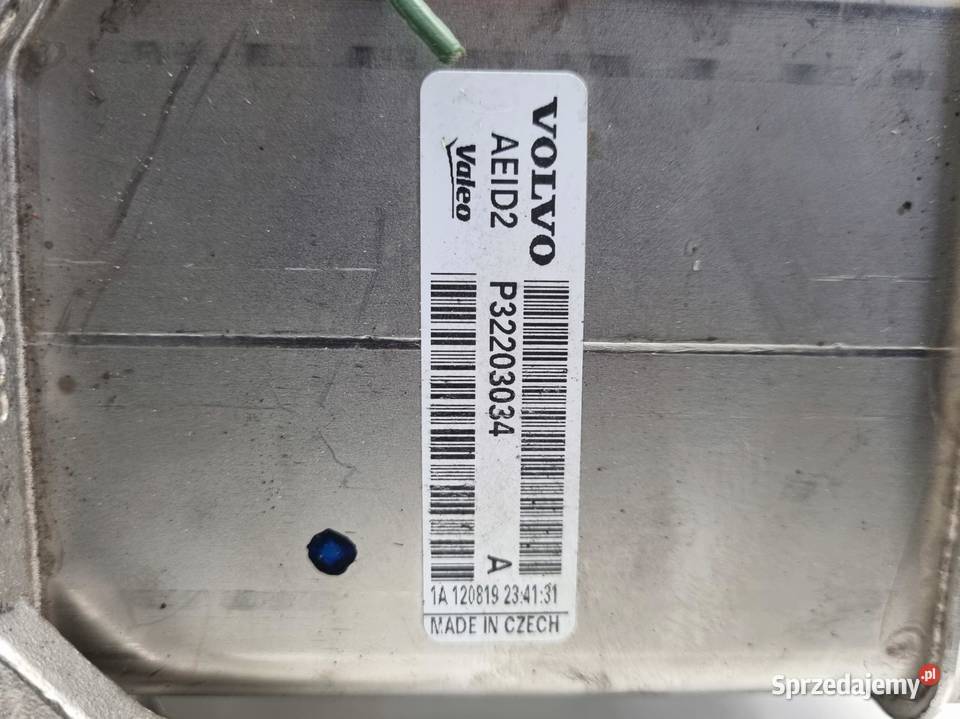 VOLVO
AEID2
Valeo
P32203034
A
1A 120819 23:41:31
MADE IN CZECH
Sprzedajemy.pl